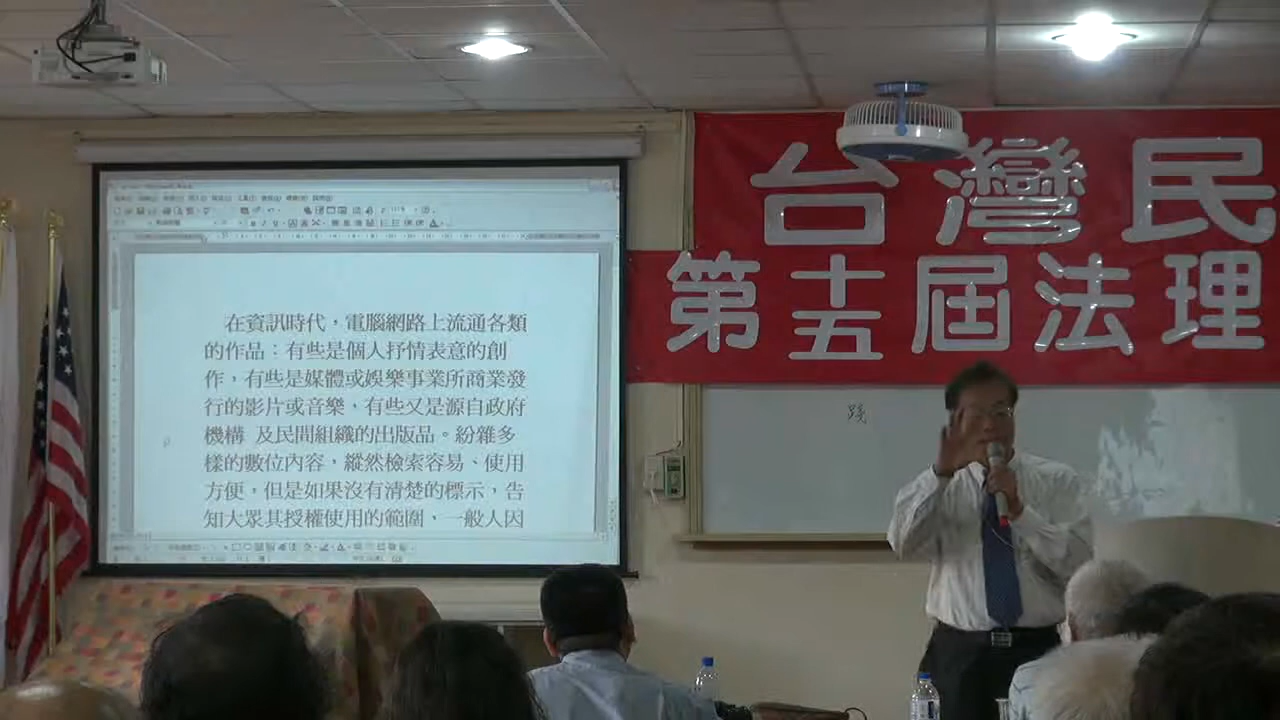 台灣民
第十五屆法理
在資訊時代，電腦網路上流通各類
的作品：有些是個人抒情表意的創
作，有些是媒體或娛樂事業所商業發
行的影片或音樂，有些又是源自政府
機構 及民間組織的出版品。紛雜多
樣的數位內容，縱然檢索容易、使用
方便，但是如果沒有清楚的標示，告
知大眾其授權使用的範圍，一般人因